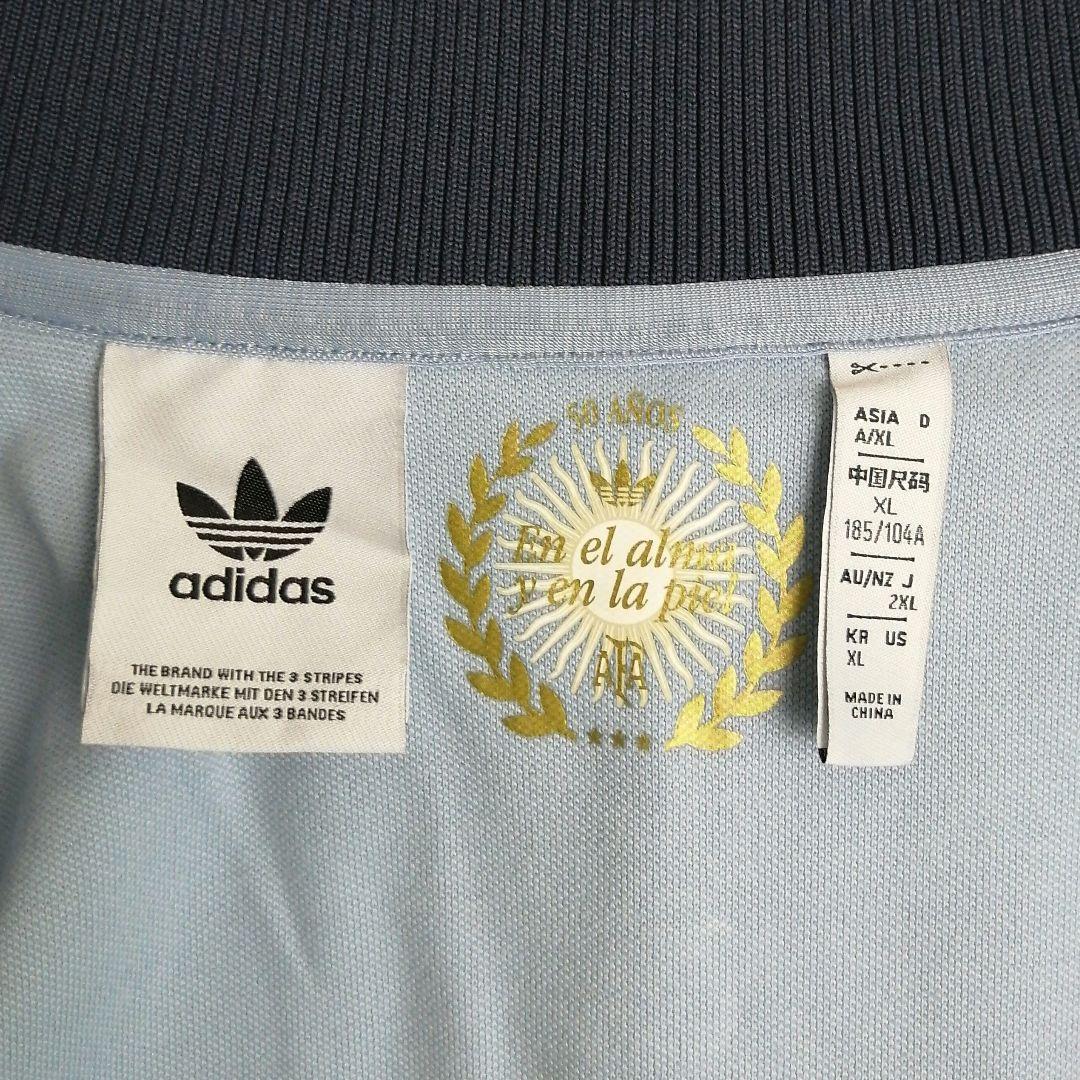 adidas
THE BRAND WITH THE 3 STRIPES
DIE WELTMARKE MIT DEN 3 STREIFEN
LA MARQUE AUX 3 BANDES
50 AÑOS
En el alma
y en la piel
AFA
ASIA D
A/XL
中国尺码
XL
185/104A
AU/NZ J
2XL
KR US
XL
MADE IN
CHINA